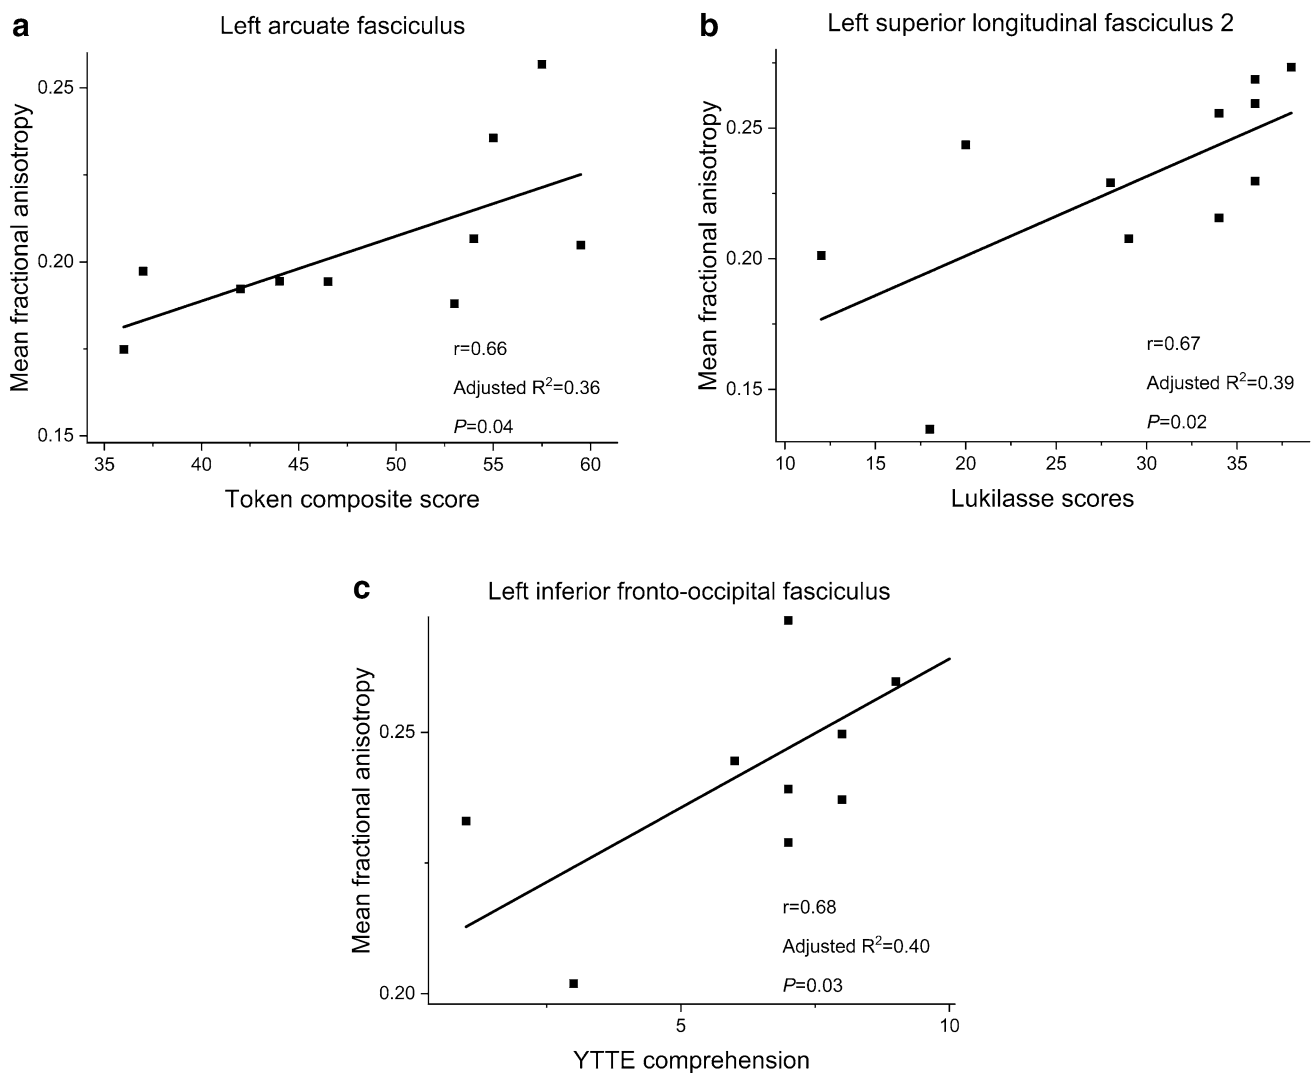 a
Left arcuate fasciculus
Mean fractional anisotropy
0.25
0.20
0.15
35 40 45 50 55 60
Token composite score
r=0.66
Adjusted R²=0.36
P=0.04
b
Left superior longitudinal fasciculus 2
Mean fractional anisotropy
0.25
0.20
0.15
10 15 20 25 30 35
Lukilasse scores
r=0.67
Adjusted R²=0.39
P=0.02
c
Left inferior fronto-occipital fasciculus
Mean fractional anisotropy
0.25
0.20
5 10
YTTE comprehension
r=0.68
Adjusted R²=0.40
P=0.03